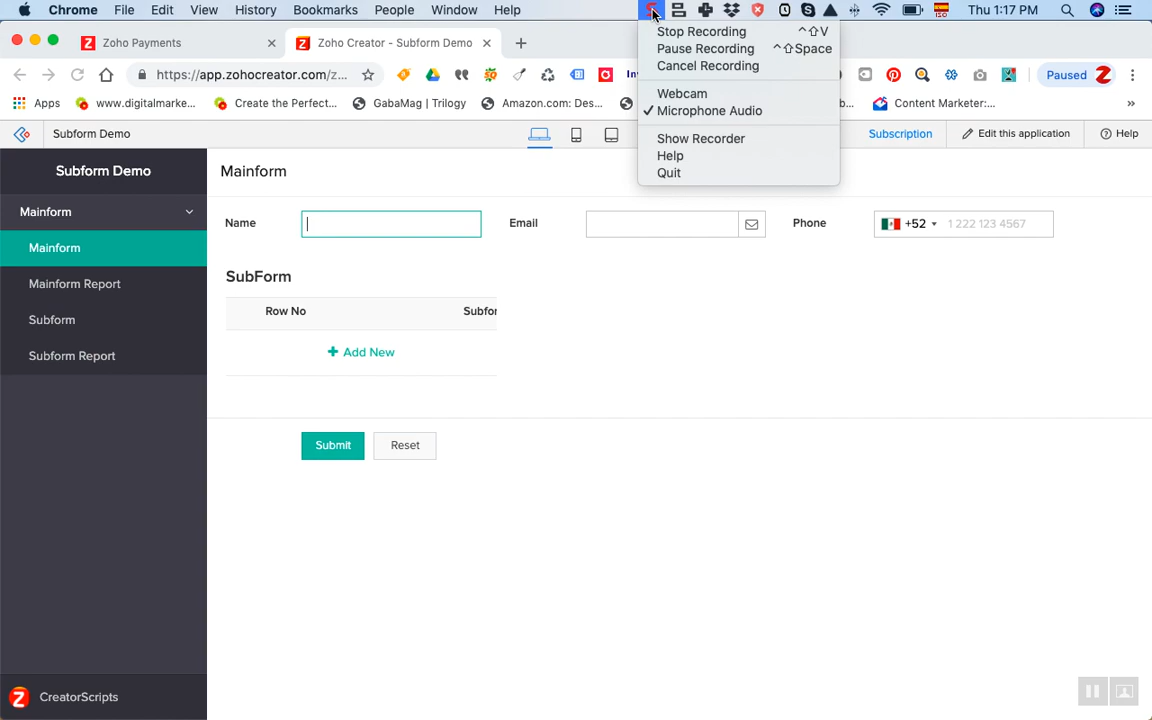 Chrome File Edit View History Bookmarks People Window Help Thu 1:17 PM
Stop Recording ^⇧V
Pause Recording ^⇧Space
Cancel Recording
Webcam
✓ Microphone Audio
Show Recorder
Help
Quit
Zoho Payments
Zoho Creator - Subform Demo
https://app.zohocreator.com/z...
Paused
Apps
www.digitalmarke...
Create the Perfect...
GabaMag | Trilogy
Amazon.com: Des...
b...
Content Marketer:...
»
Subform Demo
Subscription
Edit this application
Help
Subform Demo
Mainform
Mainform
Mainform Report
Subform
Subform Report
CreatorScripts
Mainform
Name
Email
Phone
+52
1 222 123 4567
SubForm
Row No
Subfor
+ Add New
Submit
Reset